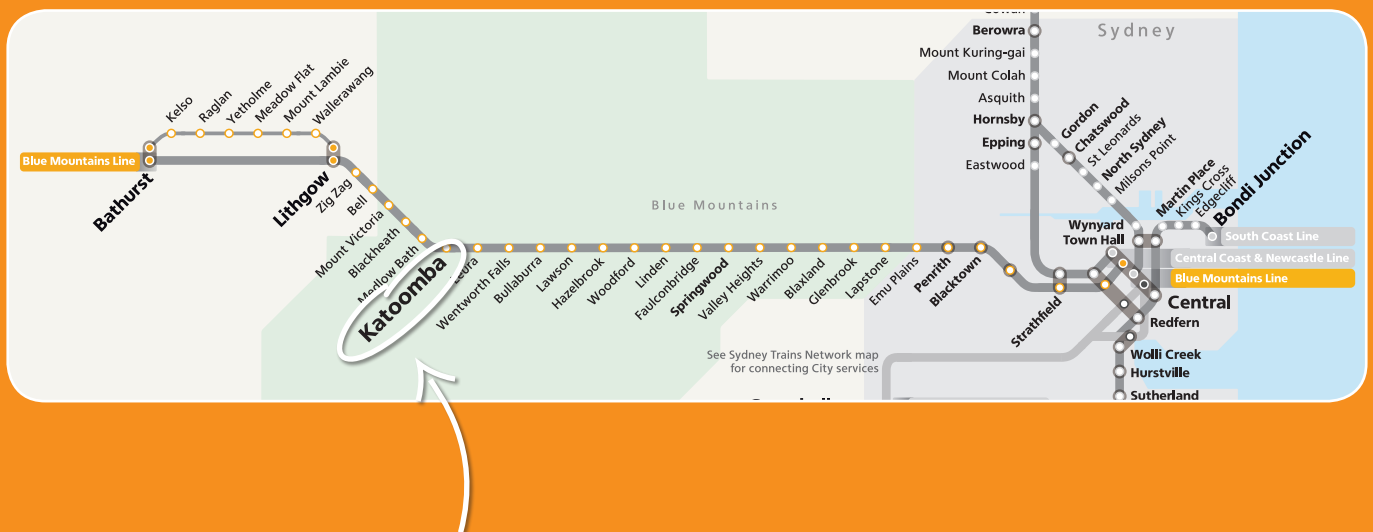 Sydney
Berowra
Mount Kuring-gai
Mount Colah
Asquith
Hornsby
Epping
Eastwood
Gordon
Chatswood
St Leonards
North Sydney
Milsons Point
Wynyard
Town Hall
Martin Place
Kings Cross
Edgecliff
Bondi Junction
South Coast Line
Central Coast & Newcastle Line
Blue Mountains Line
Central
Redfern
Wolli Creek
Hurstville
Sutherland
Kelso
Raglan
Yetholme
Meadow Flat
Mount Lambie
Wallerawang
Blue Mountains Line
Bathurst
Lithgow
Zig Zag
Bell
Mount Victoria
Blackheath
Medlow Bath
Katoomba
Leura
Wentworth Falls
Bullaburra
Lawson
Hazelbrook
Woodford
Linden
Faulconbridge
Springwood
Valley Heights
Warrimoo
Blaxland
Glenbrook
Lapstone
Emu Plains
Penrith
Blacktown
Strathfield
Blue Mountains
See Sydney Trains Network map
for connecting City services